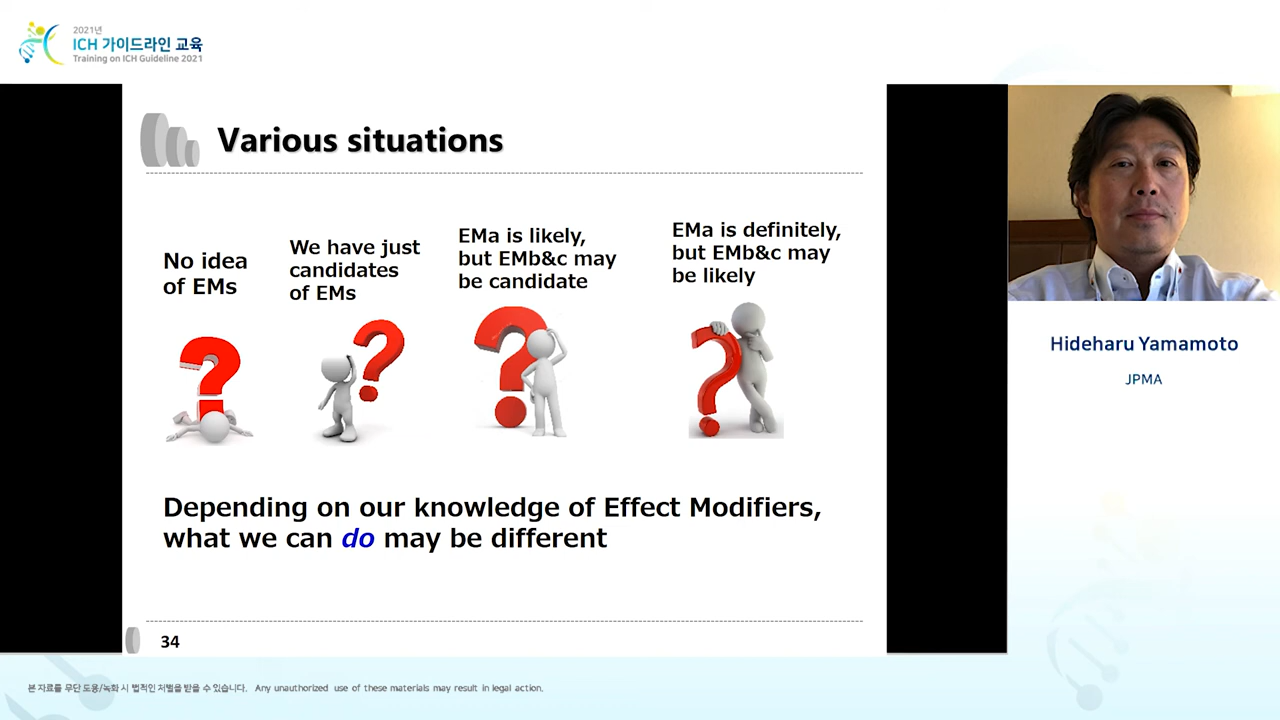 2021년
ICH 가이드라인 교육
Training on ICH Guideline 2021
Various situations
No idea
of EMs
We have just
candidates
of EMs
EMa is likely,
but EMb&c may
be candidate
EMa is definitely,
but EMb&c may
be likely
Depending on our knowledge of Effect Modifiers,
what we can do may be different
34
Hideharu Yamamoto
JPMA
본 자료를 무단 도용/녹화 시 법적인 처벌을 받을 수 있습니다. Any unauthorized use of these materials may result in legal action.